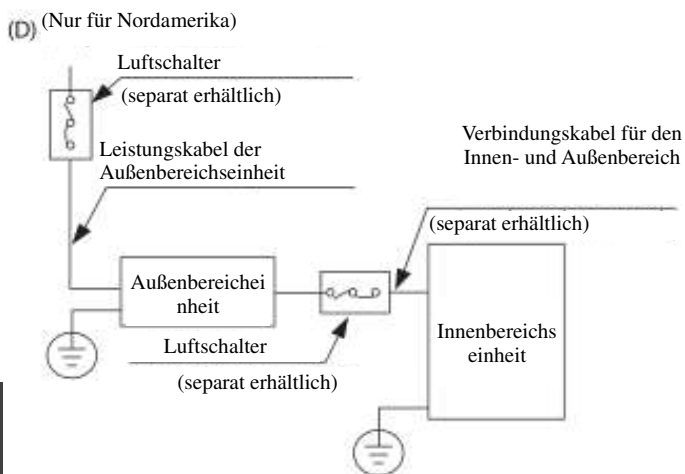 (D) (Nur für Nordamerika)
Luftschalter
(separat erhältlich)
Leistungskabel der
Außenbereichseinheit
Verbindungskabel für den
Innen- und Außenbereich
(separat erhältlich)
Außenbereichei
nheit
Luftschalter
(separat erhältlich)
Innenbereichs
einheit